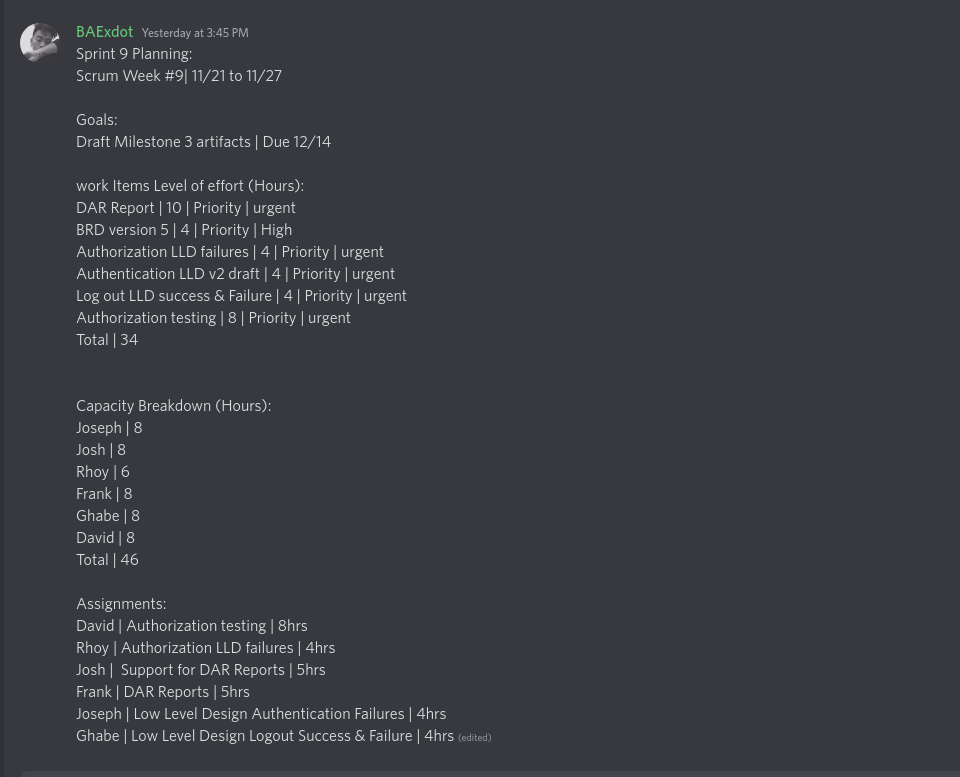 BAExdot Yesterday at 3:45 PM
Sprint 9 Planning:
Scrum Week #9| 11/21 to 11/27
Goals:
Draft Milestone 3 artifacts | Due 12/14
work Items Level of effort (Hours):
DAR Report | 10 | Priority | urgent
BRD version 5 | 4 | Priority | High
Authorization LLD failures | 4 | Priority | urgent
Authentication LLD v2 draft | 4 | Priority | urgent
Log out LLD success & Failure | 4 | Priority | urgent
Authorization testing | 8 | Priority | urgent
Total | 34
Capacity Breakdown (Hours):
Joseph | 8
Josh | 8
Rhoy | 6
Frank | 8
Ghabe | 8
David | 8
Total | 46
Assignments:
David | Authorization testing | 8hrs
Rhoy | Authorization LLD failures | 4hrs
Josh |  Support for DAR Reports | 5hrs
Frank | DAR Reports | 5hrs
Joseph | Low Level Design Authentication Failures | 4hrs
Ghabe | Low Level Design Logout Success & Failure | 4hrs (edited)